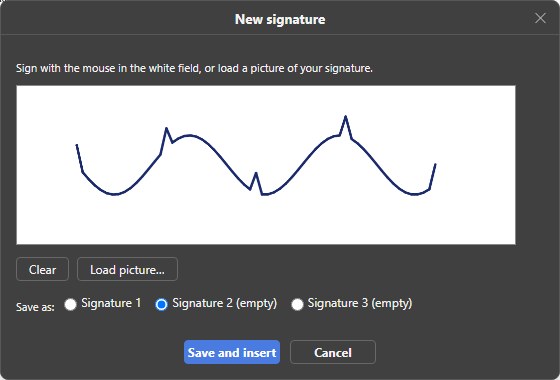 New signature
Sign with the mouse in the white field, or load a picture of your signature.
Clear Load picture...
Save as: Signature 1 Signature 2 (empty) Signature 3 (empty)
Save and insert Cancel